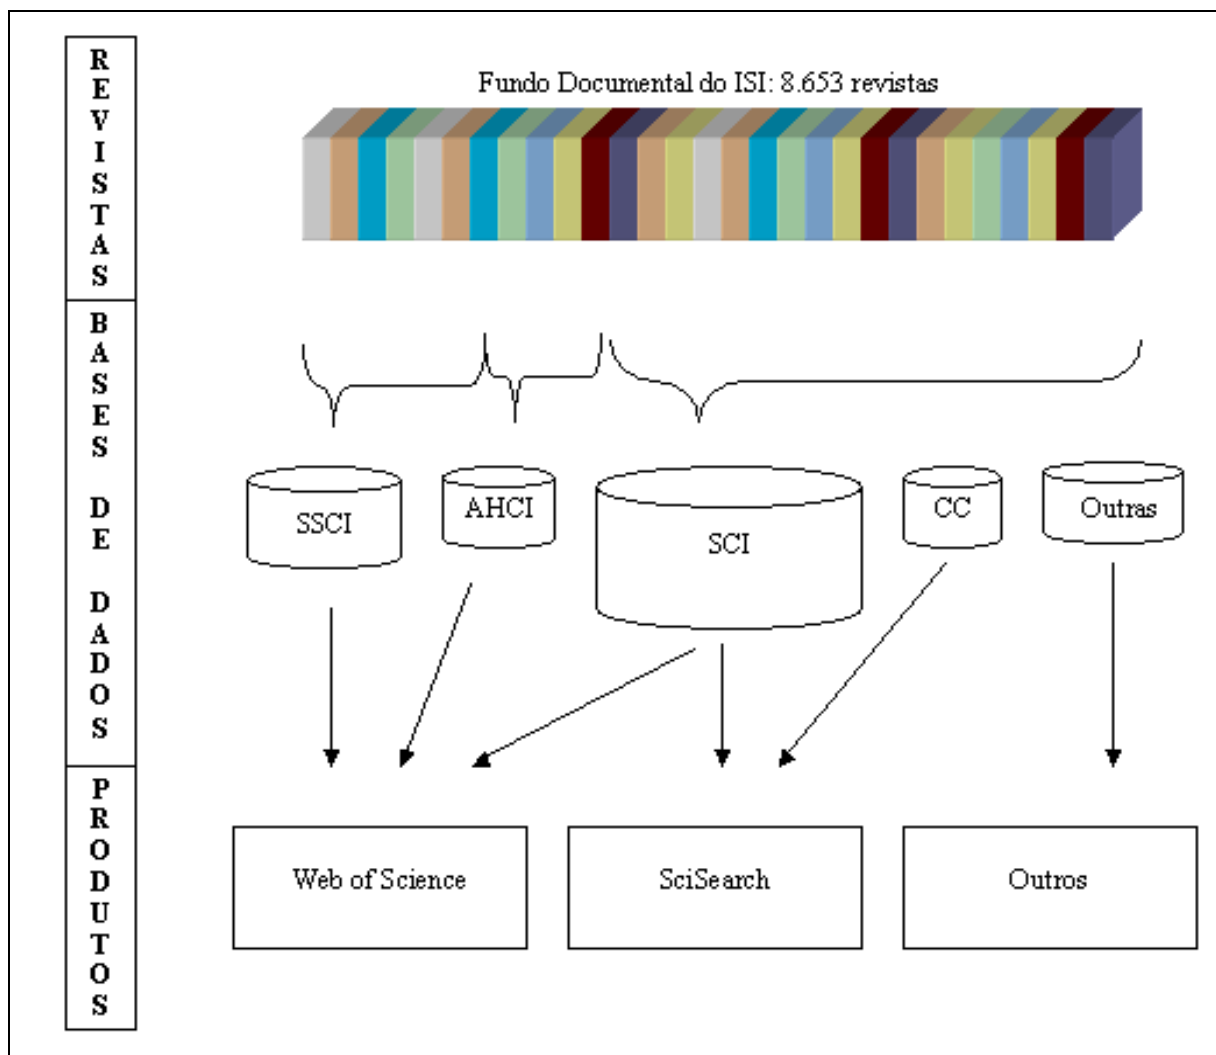 REVISTAS
Fundo Documental do ISI: 8.653 revistas
BASES DE DADOS
SSCI
AHCI
SCI
CC
Outras
PRODUTOS
Web of Science
SciSearch
Outros